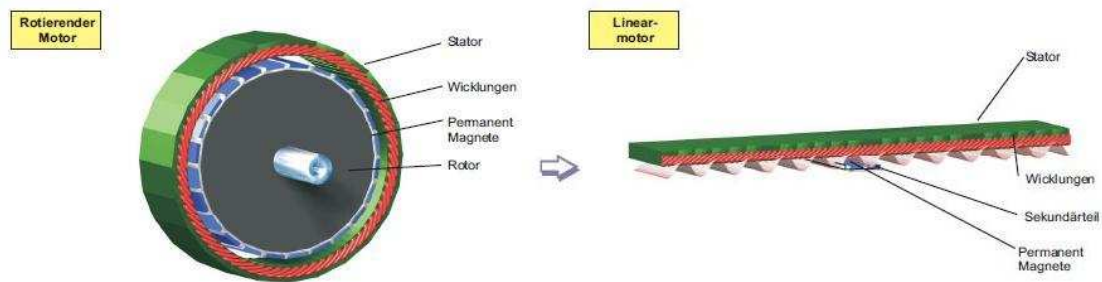 Rotierender
Motor
Stator
Wicklungen
Permanent
Magnete
Rotor
Linear-
motor
Stator
Wicklungen
Sekundärteil
Permanent
Magnete